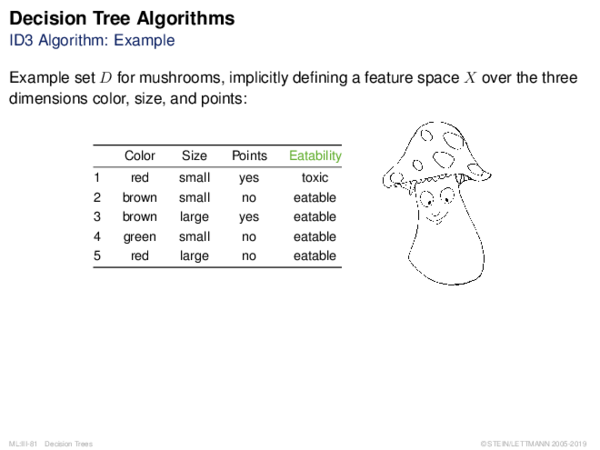 Decision Tree Algorithms
ID3 Algorithm: Example
Example set D for mushrooms, implicitly defining a feature space X over the three
dimensions color, size, and points:
Color Size Points Eatability
1 red small yes toxic
2 brown small no eatable
3 brown large yes eatable
4 green small no eatable
5 red large no eatable
ML:III-61 Decision Trees © STEIN/LETTMANN 2005-2019